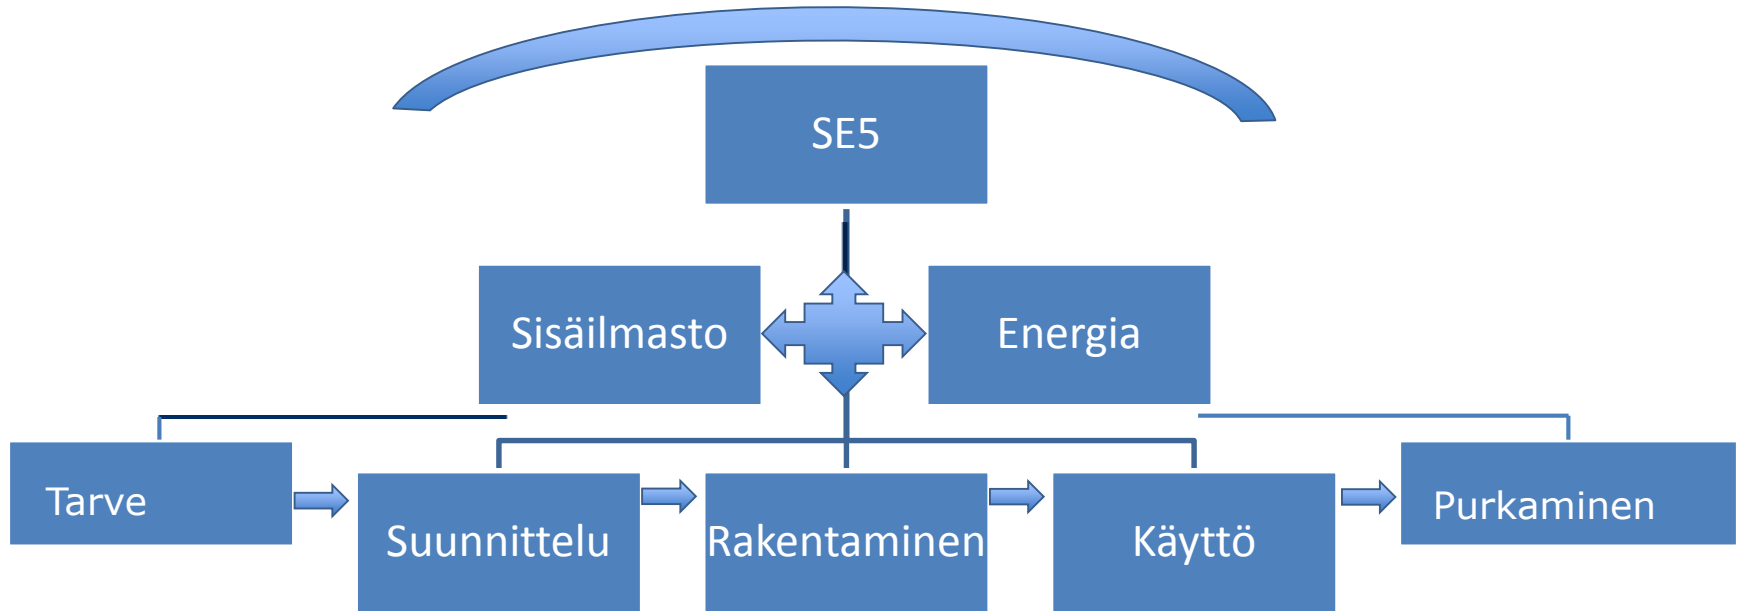 SE5
Sisäilmasto
Energia
Tarve
Suunnittelu
Rakentaminen
Käyttö
Purkaminen